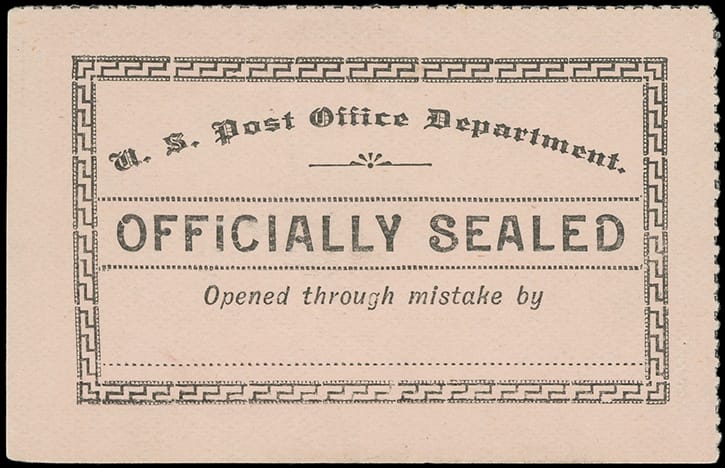 U. S. Post Office Department.
OFFiCIALLY SEALED
Opened through mistake by